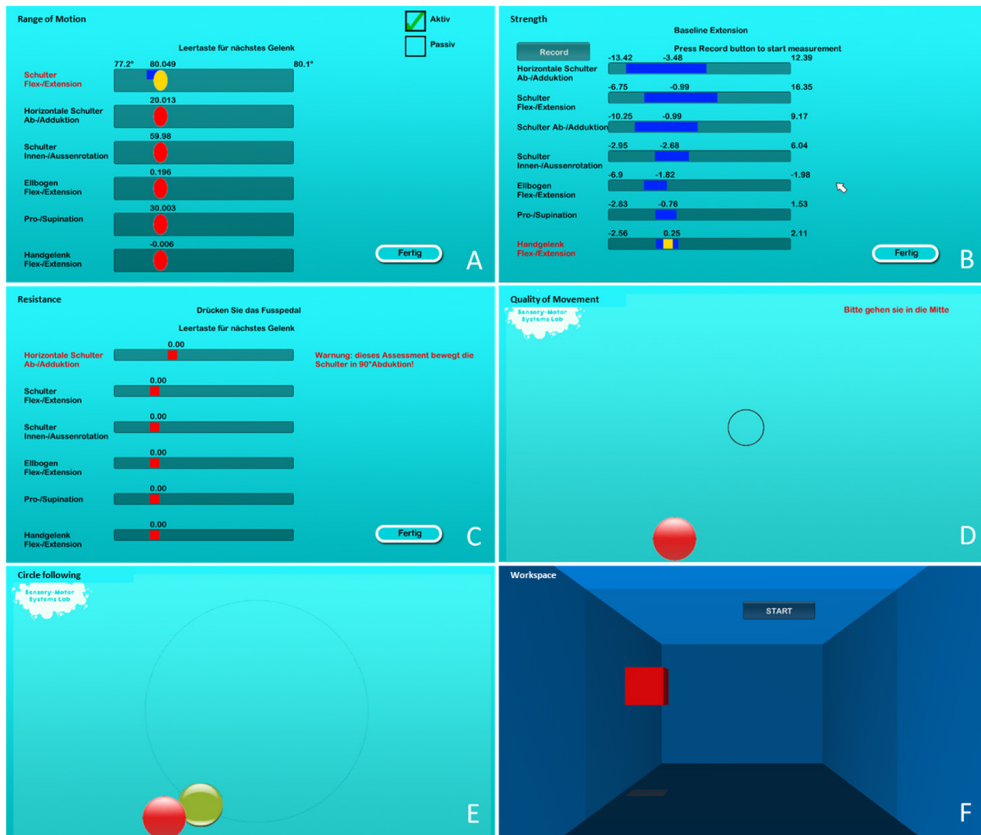 Range of Motion
Aktiv
Passiv
Leertaste für nächstes Gelenk
77.2° 80.049 80.1°
Schulter
Flex-/Extension
20.013
Horizontale Schulter
Ab-/Adduktion
59.98
Schulter
Innen-/Aussenrotation
0.196
Ellbogen
Flex-/Extension
30.003
Pro-/Supination
-0.006
Handgelenk
Flex-/Extension
Fertig
A
Strength
Baseline Extension
Record
Press Record button to start measurement
-13.42 -3.48 12.39
Horizontale Schulter
Ab-/Adduktion
-6.75 -0.99 16.35
Schulter
Flex-/Extension
-10.25 -0.99 9.17
Schulter Ab-/Adduktion
-2.95 -2.68 6.04
Schulter
Innen-/Aussenrotation
-6.9 -1.82 -1.98
Ellbogen
Flex-/Extension
-2.83 -0.76 1.53
Pro-/Supination
-2.56 0.25 2.11
Handgelenk
Flex-/Extension
Fertig
B
Resistance
Drücken Sie das Fusspedal
Leertaste für nächstes Gelenk
0.00
Horizontale Schulter
Ab-/Adduktion
Warnung: dieses Assessment bewegt die
Schulter in 90°Abduktion!
0.00
Schulter
Flex-/Extension
0.00
Schulter
Innen-/Aussenrotation
0.00
Ellbogen
Flex-/Extension
0.00
Pro-/Supination
0.00
Handgelenk
Flex-/Extension
Fertig
C
Quality of Movement
Sensory-Motor
Systems Lab
Bitte gehen sie in die Mitte
D
Circle following
Sensory-Motor
Systems Lab
E
Workspace
START
F